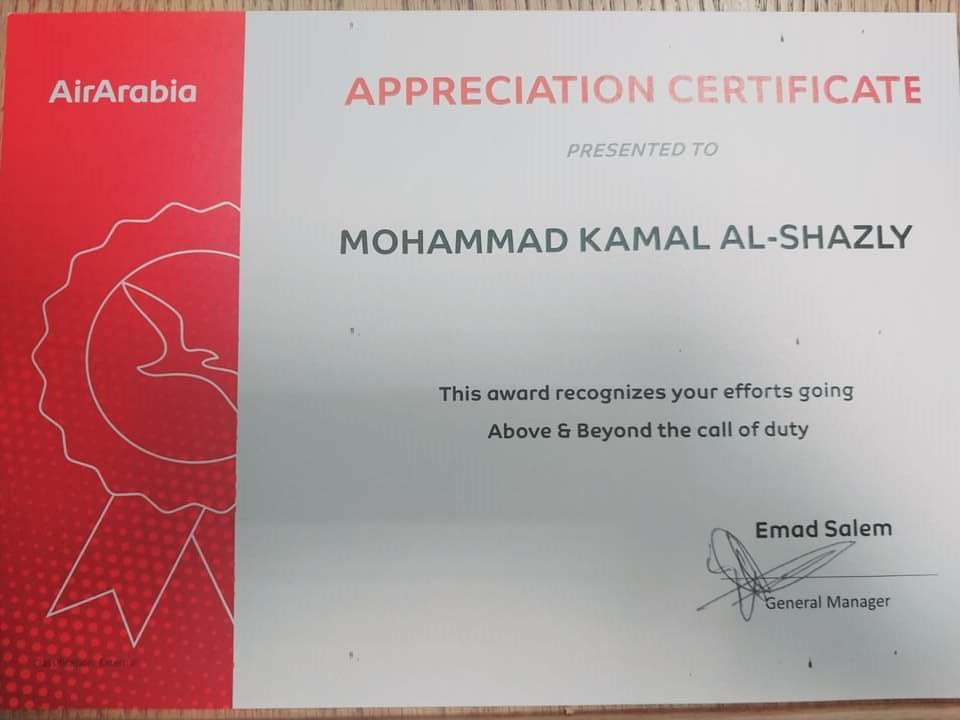 AirArabia
APPRECIATION CERTIFICATE
PRESENTED TO
MOHAMMAD KAMAL AL-SHAZLY
This award recognizes your efforts going
Above & Beyond the call of duty
Emad Salem
General Manager